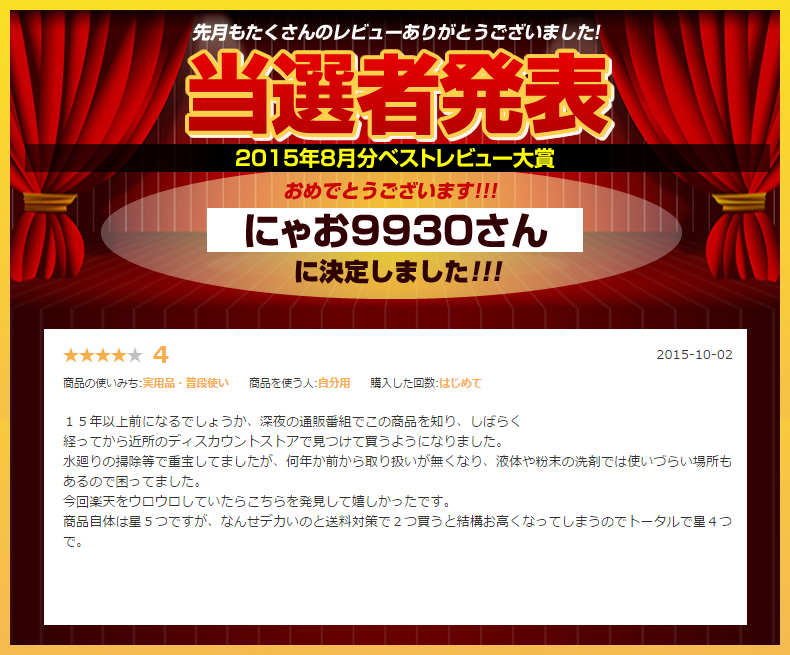 先月もたくさんのレビューありがとうございました!
当選者発表
2015年8月分ベストレビュー大賞
おめでとうございます!!!
にゃお9930さん
に決定しました!!!
★★★★★ 4 2015-10-02
商品の使いみち:実用品・普段使い 商品を使う人:自分用 購入した回数:はじめて
１５年以上前になるでしょうか、深夜の通販番組でこの商品を知り、しばらく
経ってから近所のディスカウントストアで見つけて買うようになりました。
水廻りの掃除等で重宝してましたが、何年か前から取り扱いが無くなり、液体や粉末の洗剤では使いづらい場所も
あるので困ってました。
今回楽天をウロウロしていたらこちらを発見して嬉しかったです。
商品自体は星５つですが、なんせデカいのと送料対策で２つ買うと結構お高くなってしまうのでトータルで星４つ
で。